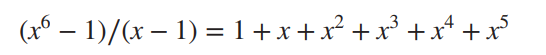 (x⁶ − 1)/(x − 1) = 1 + x + x² + x³ + x⁴ + x⁵